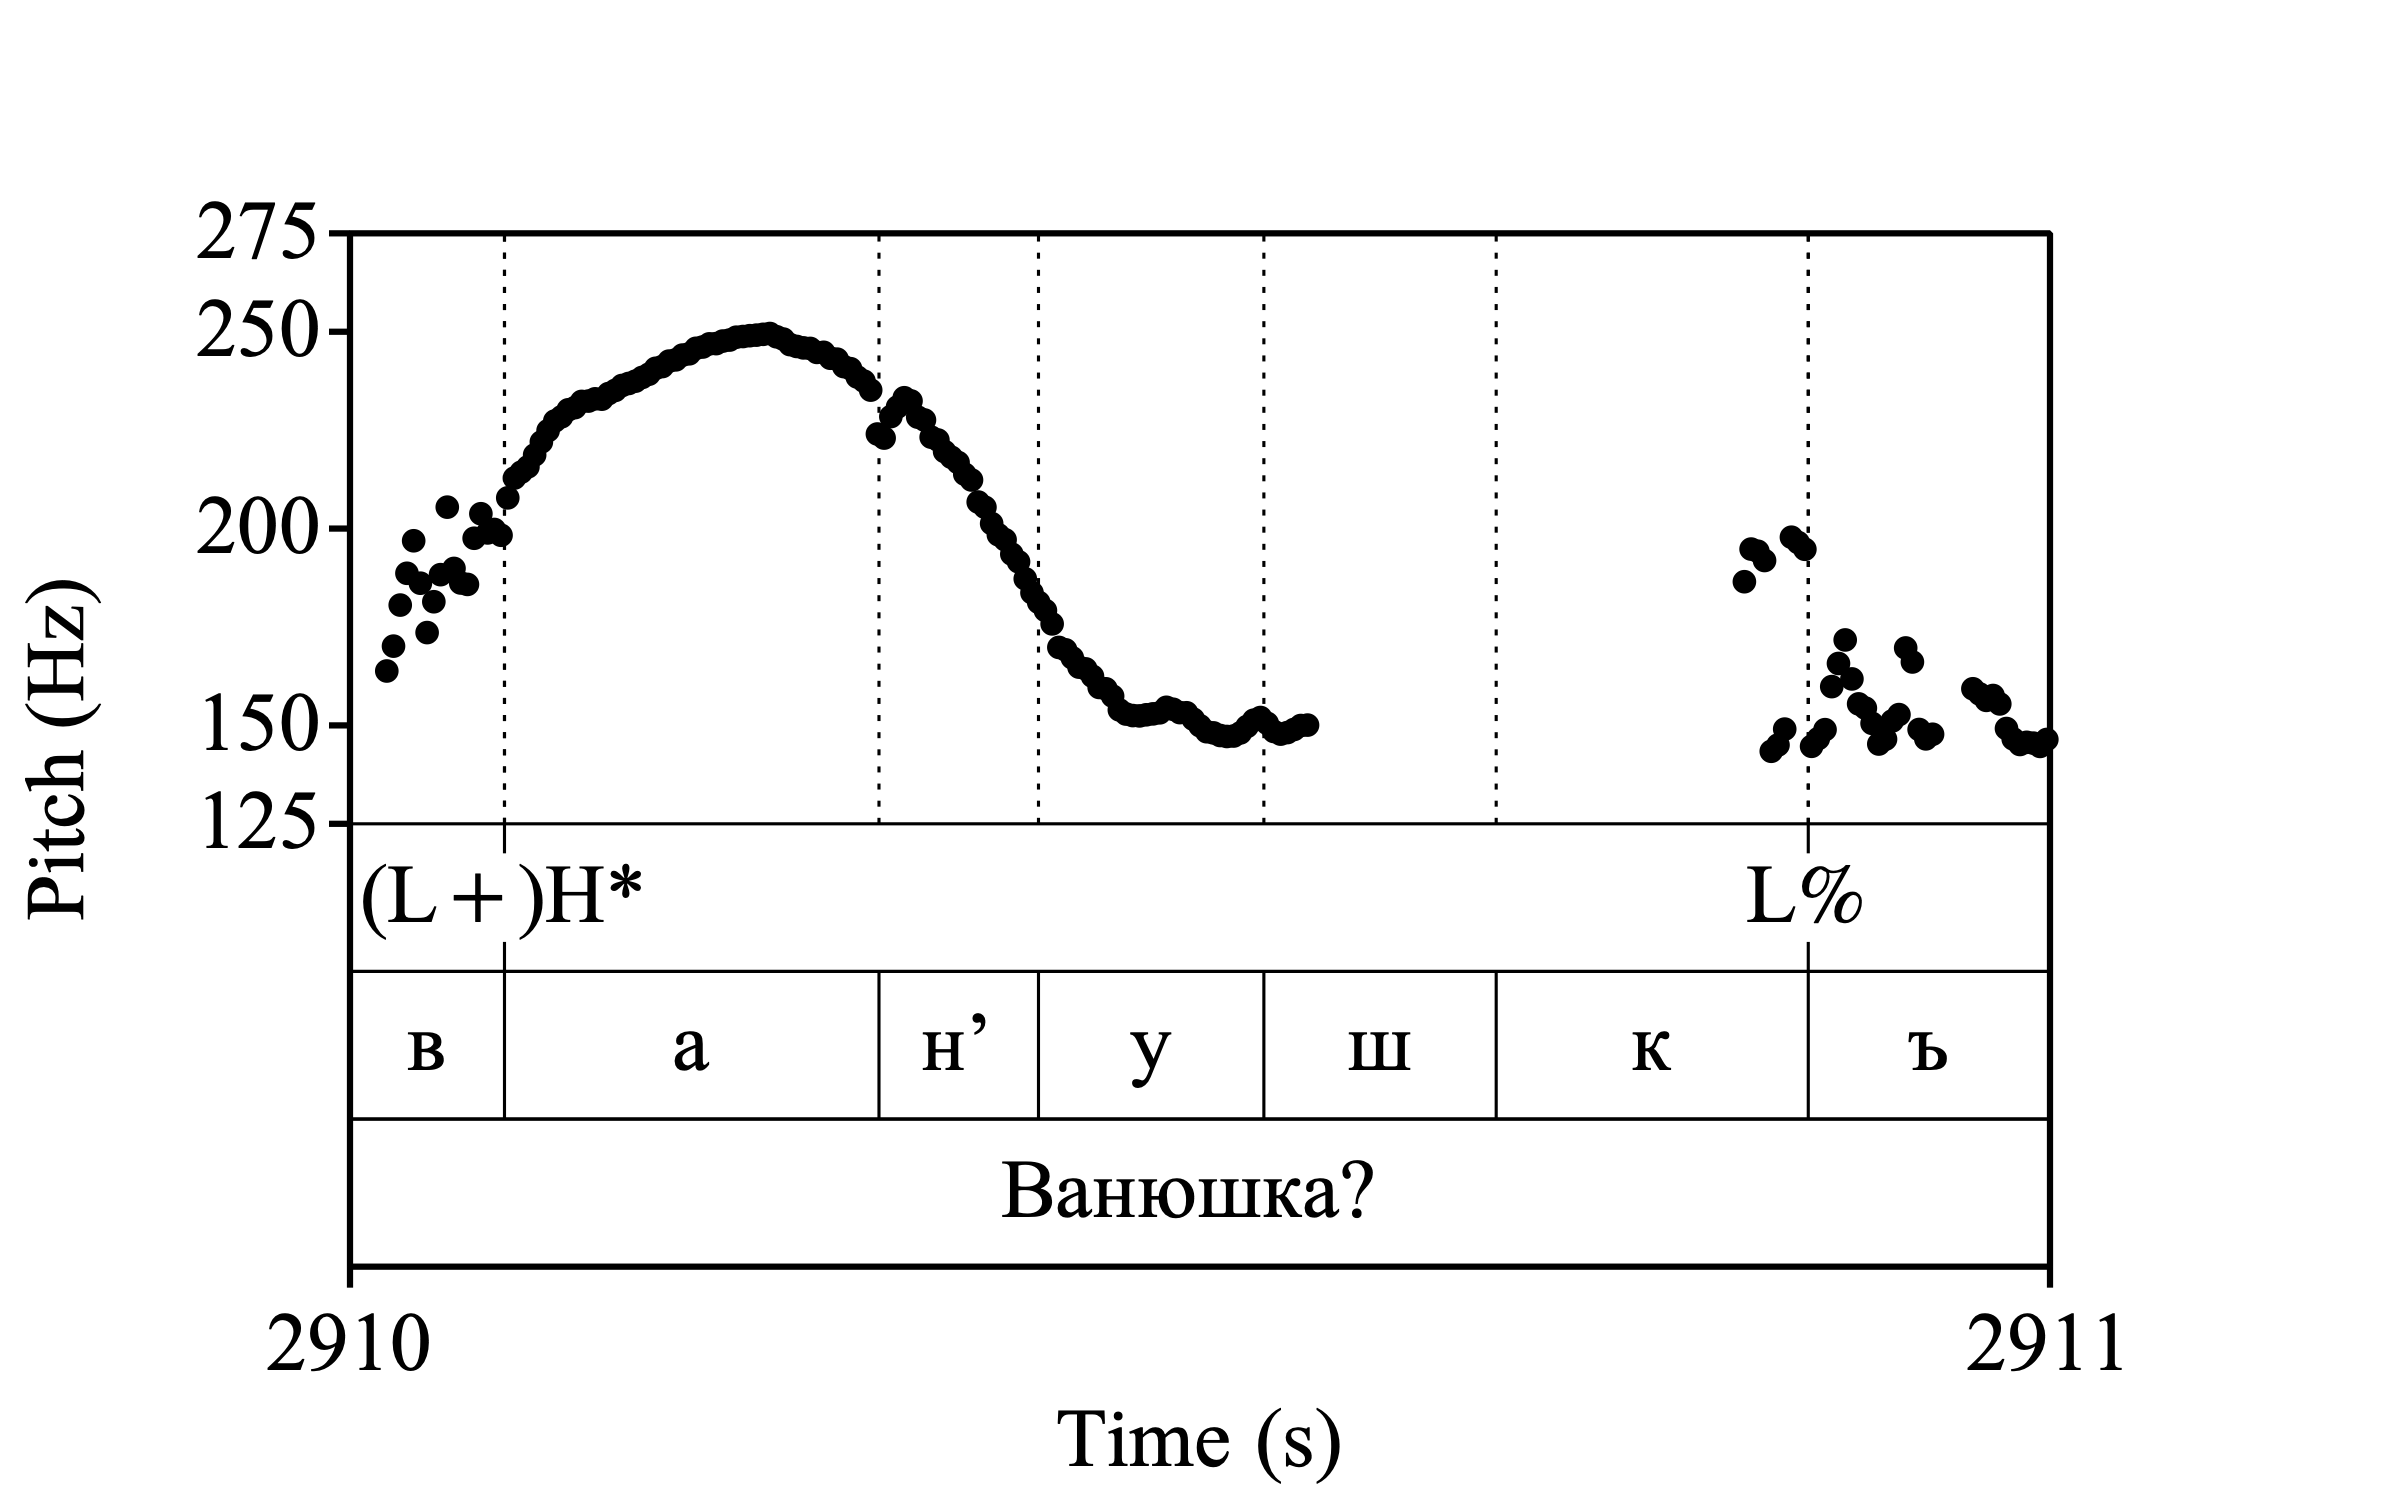 Pitch (Hz)
275
250
200
150
125
(L+)H* L%
в а н’ у ш к ъ
Ванюшка?
2910 2911
Time (s)